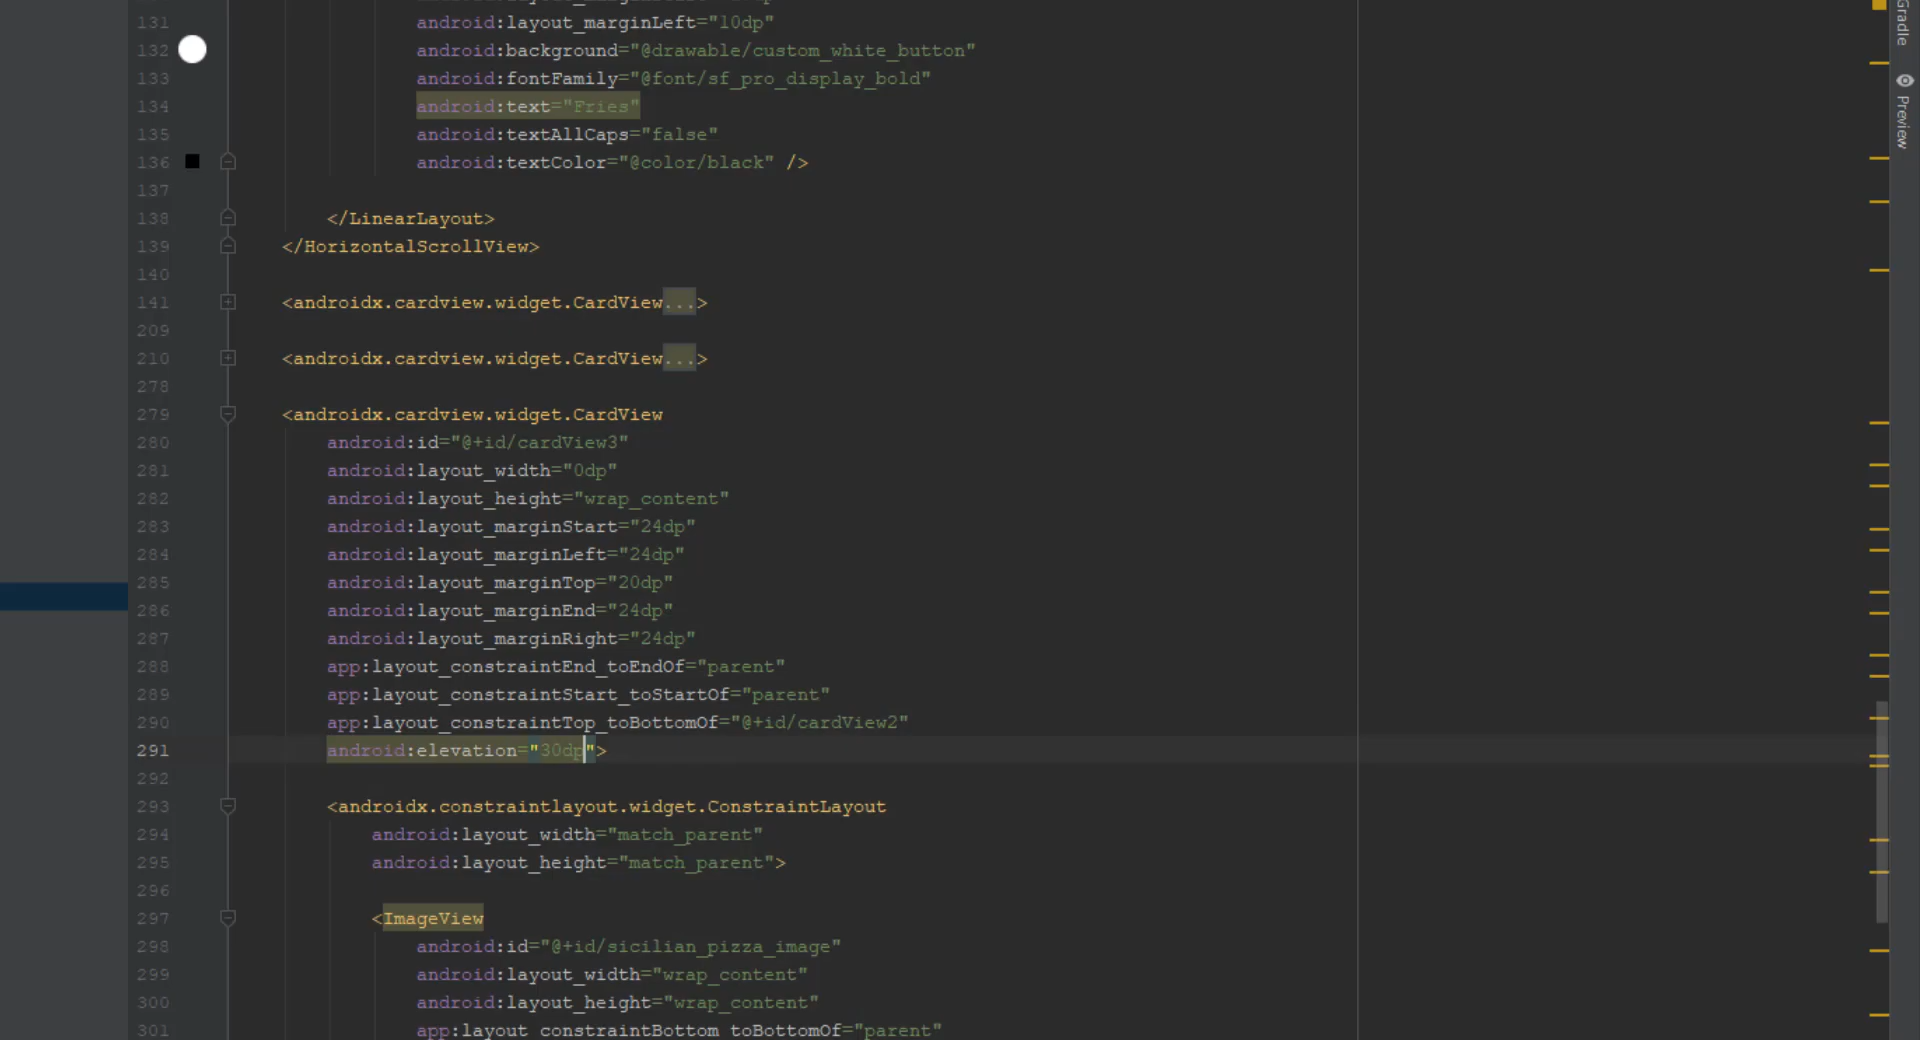 131 android:layout_marginLeft="10dp"
132 android:background="@drawable/custom_white_button"
133 android:fontFamily="@font/sf_pro_display_bold"
134 android:text="Fries"
135 android:textAllCaps="false"
136 android:textColor="@color/black" />
137
138 </LinearLayout>
139 </HorizontalScrollView>
140
141 <androidx.cardview.widget.CardView...>
209
210 <androidx.cardview.widget.CardView...>
278
279 <androidx.cardview.widget.CardView
280 android:id="@+id/cardView3"
281 android:layout_width="0dp"
282 android:layout_height="wrap_content"
283 android:layout_marginStart="24dp"
284 android:layout_marginLeft="24dp"
285 android:layout_marginTop="20dp"
286 android:layout_marginEnd="24dp"
287 android:layout_marginRight="24dp"
288 app:layout_constraintEnd_toEndOf="parent"
289 app:layout_constraintStart_toStartOf="parent"
290 app:layout_constraintTop_toBottomOf="@+id/cardView2"
291 android:elevation="30dp">
292
293 <androidx.constraintlayout.widget.ConstraintLayout
294 android:layout_width="match_parent"
295 android:layout_height="match_parent">
296
297 <ImageView
298 android:id="@+id/sicilian_pizza_image"
299 android:layout_width="wrap_content"
300 android:layout_height="wrap_content"
301 app:layout_constraintBottom_toBottomOf="parent"
Gradle
Preview